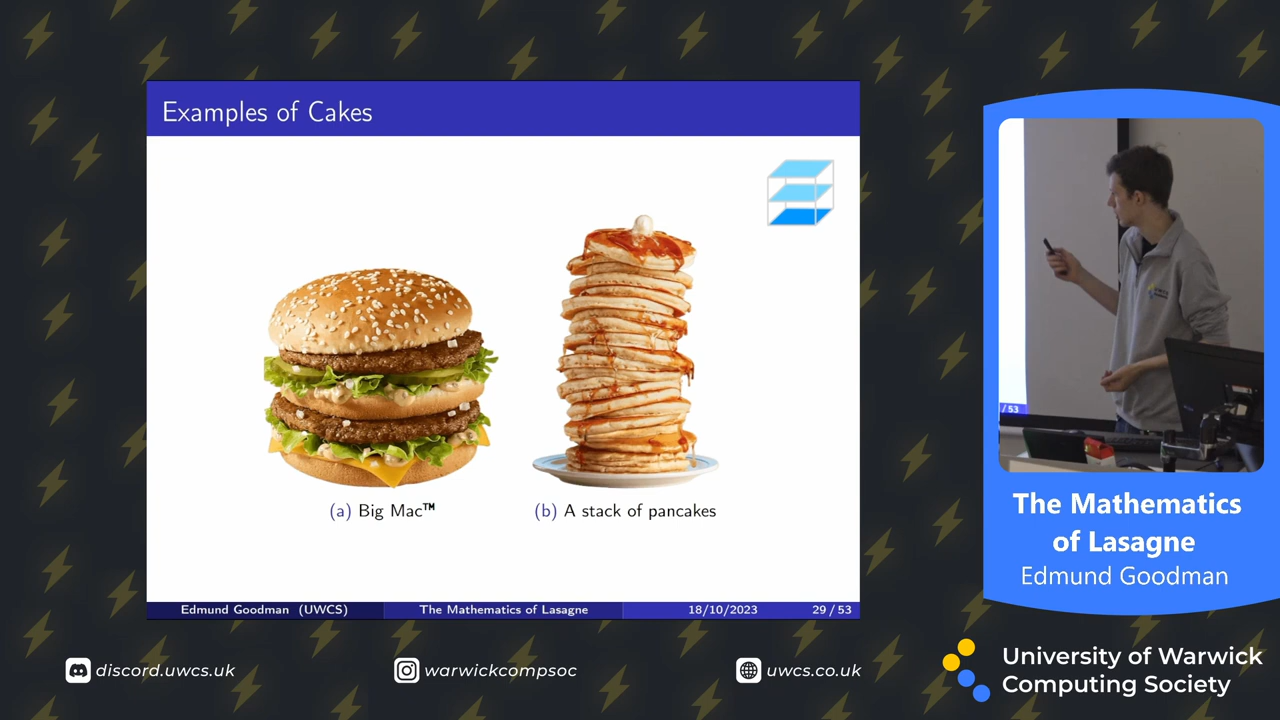 Examples of Cakes
(a) Big Mac™
(b) A stack of pancakes
Edmund Goodman (UWCS)
The Mathematics of Lasagne
18/10/2023
29 / 53
/ 53
The Mathematics
of Lasagne
Edmund Goodman
discord.uwcs.uk
warwickcompsoc
uwcs.co.uk
University of Warwick
Computing Society